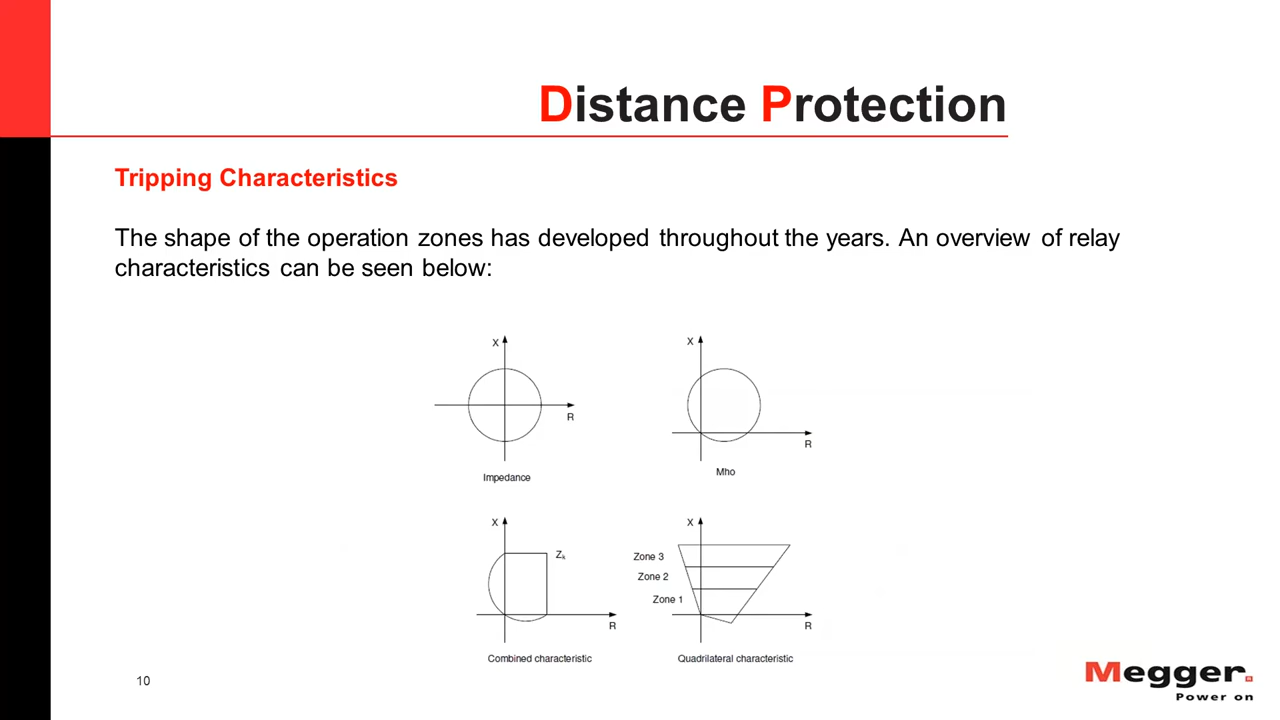 Distance Protection
Tripping Characteristics
The shape of the operation zones has developed throughout the years. An overview of relay
characteristics can be seen below:
X
R
Impedance
X
R
Mho
X
Zk
R
Combined characteristic
X
Zone 3
Zone 2
Zone 1
R
Quadrilateral characteristic
10
Megger.
Power on